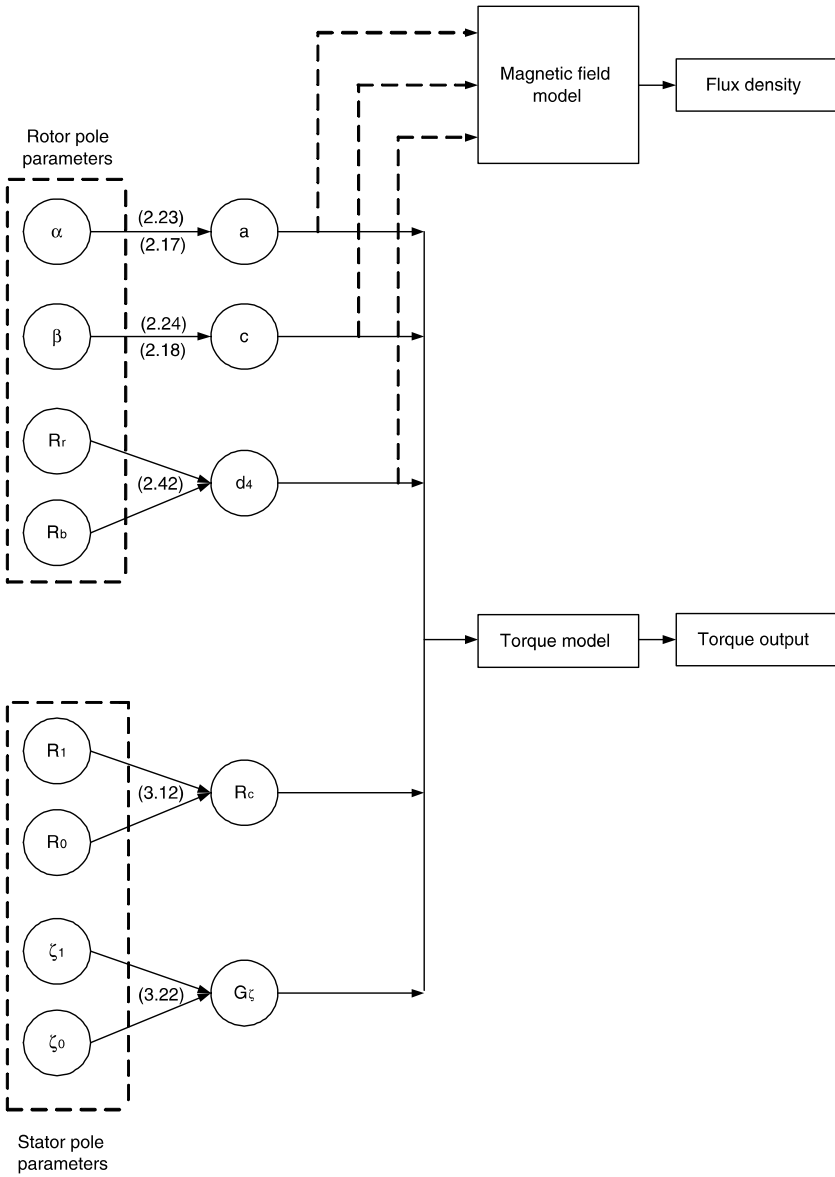 Magnetic field
model
Flux density
Rotor pole
parameters
α
(2.23)
(2.17)
a
β
(2.24)
(2.18)
c
Rr
Rb
(2.42)
d4
Torque model
Torque output
R1
R0
(3.12)
Rc
ζ1
ζ0
(3.22)
Gζ
Stator pole
parameters